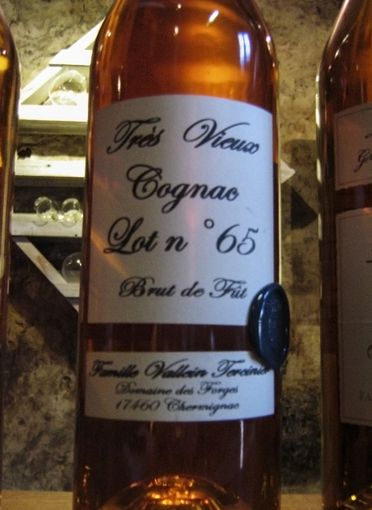 Très Vieux
Cognac
Lot n °65
Brut de Fût
Famille Vallein Tercinier
Domaine des Forges
17460 Chermignac